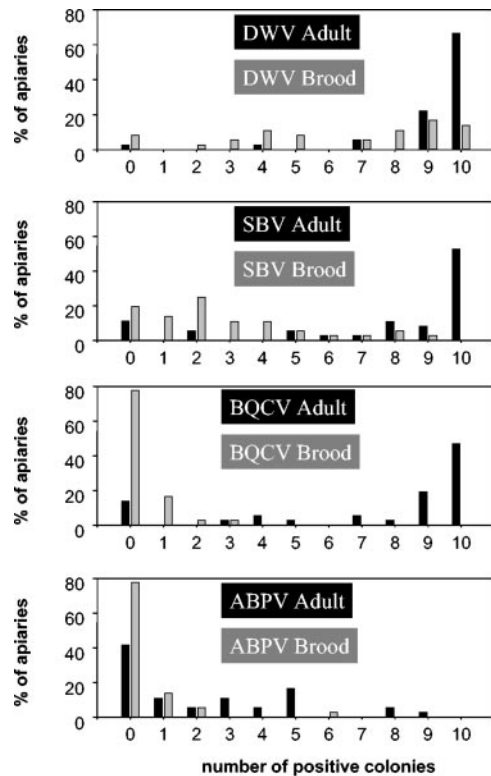 % of apiaries
80
60
40
20
0
DWV Adult
DWV Brood
0 1 2 3 4 5 6 7 8 9 10
% of apiaries
80
60
40
20
0
SBV Adult
SBV Brood
0 1 2 3 4 5 6 7 8 9 10
% of apiaries
80
60
40
20
0
BQCV Adult
BQCV Brood
0 1 2 3 4 5 6 7 8 9 10
% of apiaries
80
60
40
20
0
ABPV Adult
ABPV Brood
0 1 2 3 4 5 6 7 8 9 10
number of positive colonies